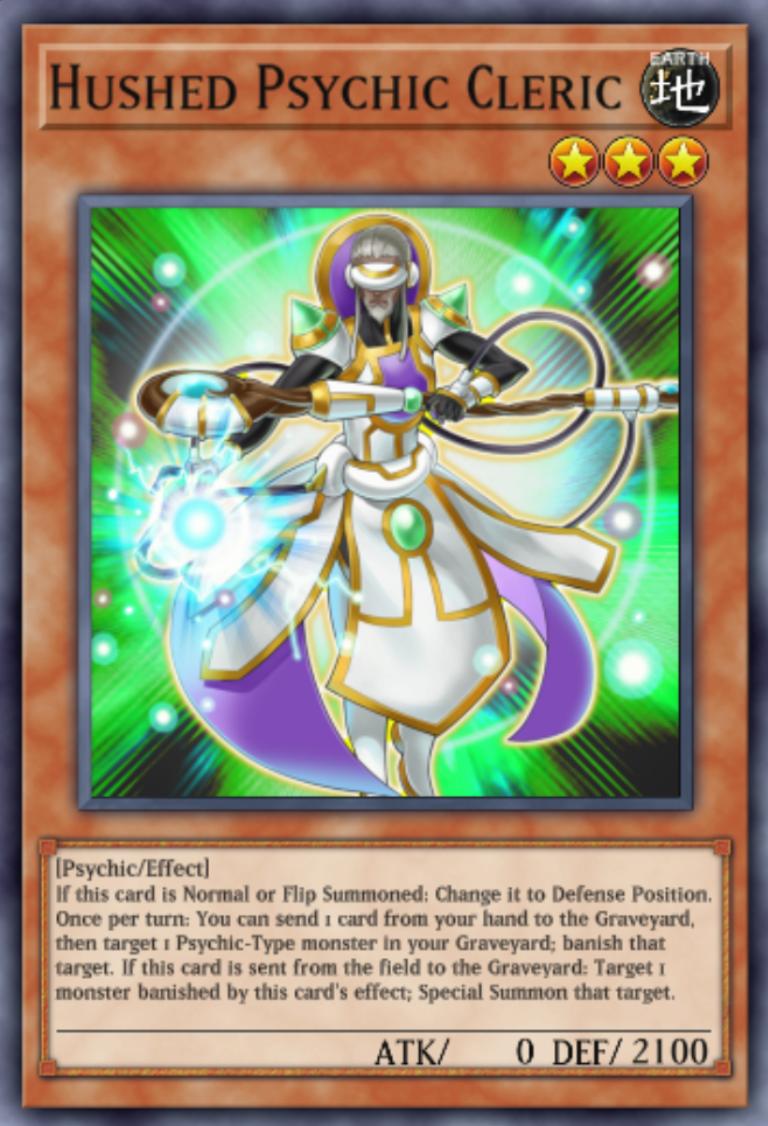 HUSHED PSYCHIC CLERIC
EARTH
地
[Psychic/Effect]
If this card is Normal or Flip Summoned: Change it to Defense Position.
Once per turn: You can send 1 card from your hand to the Graveyard,
then target 1 Psychic-Type monster in your Graveyard; banish that
target. If this card is sent from the field to the Graveyard: Target 1
monster banished by this card's effect; Special Summon that target.
ATK/ 0 DEF/ 2100